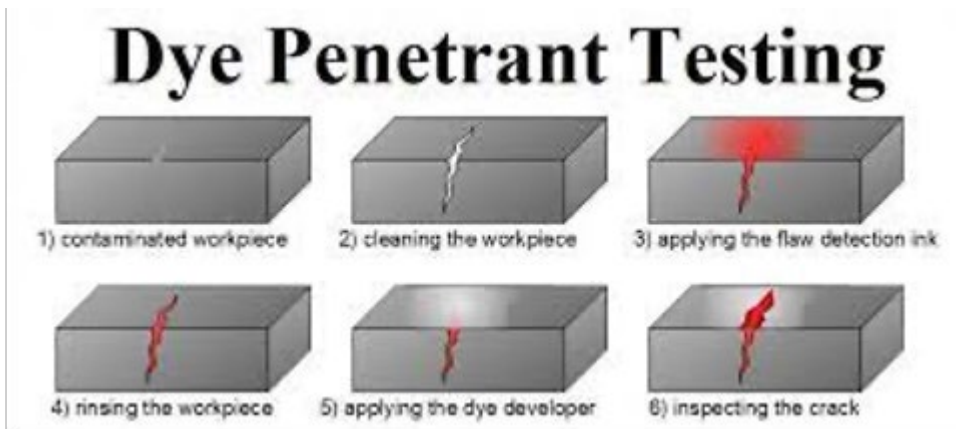 Dye Penetrant Testing
1) contaminated workpiece
2) cleaning the workpiece
3) applying the flaw detection ink
4) rinsing the workpiece
5) applying the dye developer
6) inspecting the crack